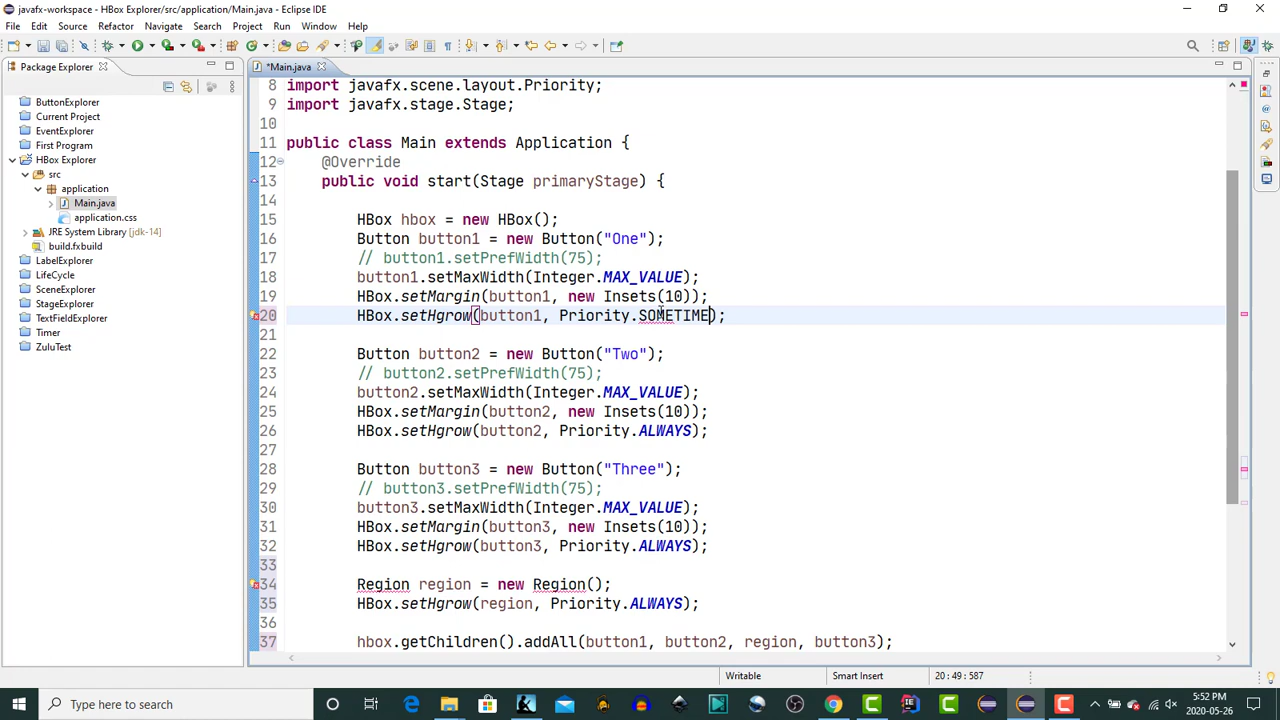 javafx-workspace - HBox Explorer/src/application/Main.java - Eclipse IDE
File Edit Source Refactor Navigate Search Project Run Window Help
Package Explorer
*Main.java
ButtonExplorer
Current Project
EventExplorer
First Program
HBox Explorer
src
application
Main.java
application.css
JRE System Library [jdk-14]
build.fxbuild
LabelExplorer
LifeCycle
SceneExplorer
StageExplorer
TextFieldExplorer
Timer
ZuluTest
8 import javafx.scene.layout.Priority;
9 import javafx.stage.Stage;
10
11 public class Main extends Application {
12 @Override
13 public void start(Stage primaryStage) {
14
15 HBox hbox = new HBox();
16 Button button1 = new Button("One");
17 // button1.setPrefWidth(75);
18 button1.setMaxWidth(Integer.MAX_VALUE);
19 HBox.setMargin(button1, new Insets(10));
20 HBox.setHgrow(button1, Priority.SOMETIME);
21
22 Button button2 = new Button("Two");
23 // button2.setPrefWidth(75);
24 button2.setMaxWidth(Integer.MAX_VALUE);
25 HBox.setMargin(button2, new Insets(10));
26 HBox.setHgrow(button2, Priority.ALWAYS);
27
28 Button button3 = new Button("Three");
29 // button3.setPrefWidth(75);
30 button3.setMaxWidth(Integer.MAX_VALUE);
31 HBox.setMargin(button3, new Insets(10));
32 HBox.setHgrow(button3, Priority.ALWAYS);
33
34 Region region = new Region();
35 HBox.setHgrow(region, Priority.ALWAYS);
36
37 hbox.getChildren().addAll(button1, button2, region, button3);
Writable Smart Insert 20 : 49 : 587
Type here to search
5:52 PM
2020-05-26